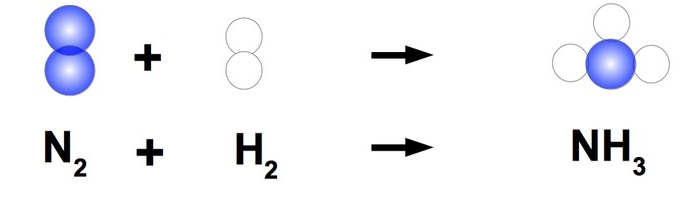 + →
N₂ + H₂ → NH₃